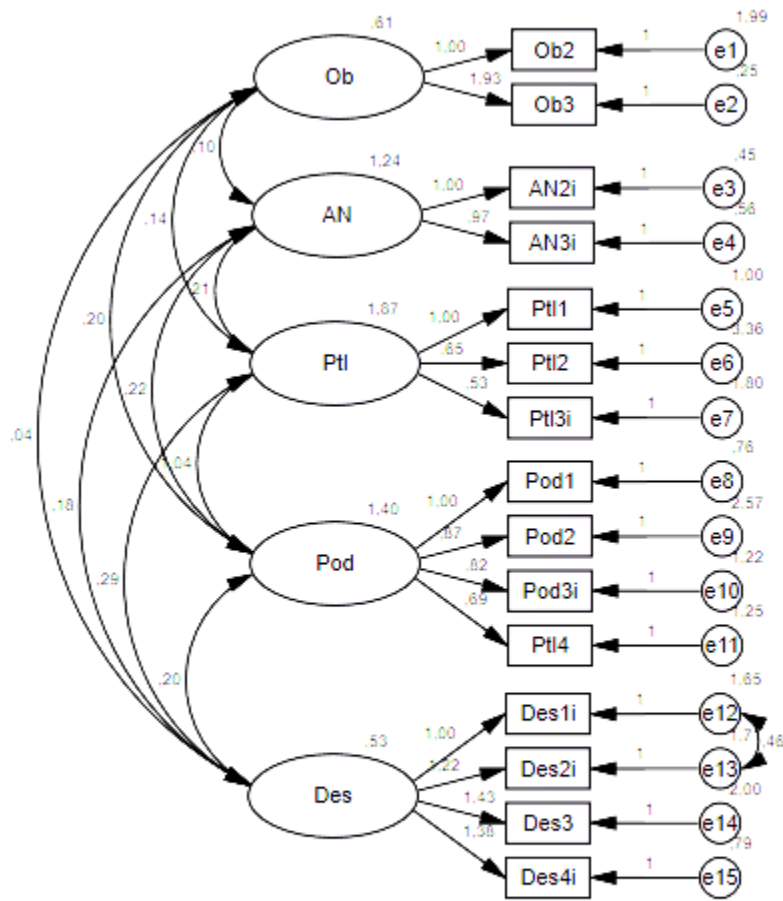 .61
1.99
1.00
Ob2
1
e1
Ob
.25
1.93
Ob3
1
e2
.10
1.24
.45
1.00
AN2i
1
e3
AN
.56
.97
AN3i
1
e4
.14
.21
1.87
1.00
1.00
Ptl1
1
e5
.20
Ptl
.65
Ptl2
1
e6
.22
.53
1.80
Ptl3i
1
e7
.04
1.04
.76
.18
1.40
1.00
Pod1
1
e8
2.57
.87
Pod2
1
e9
Pod
.82
1.22
.29
Pod3i
1
e10
.69
1.25
Ptl4
1
e11
.20
1.65
.53
1.00
Des1i
1
e12
.46
1.22
Des2i
1
e13
Des
1.43
2.00
Des3
1
e14
1.38
.79
Des4i
1
e15